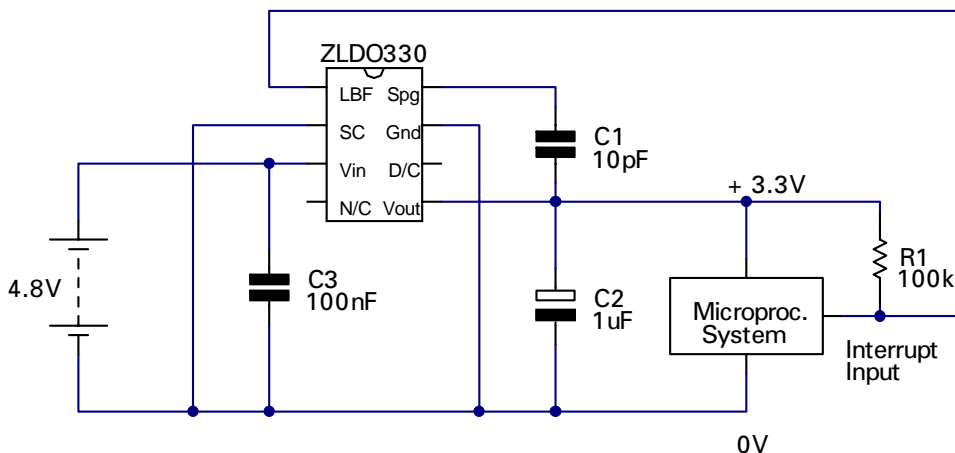 ZLDO330
LBF Spg
SC Gnd
Vin D/C
N/C Vout
C1
10pF
+ 3.3V
R1
100k
4.8V
C3
100nF
C2
1uF
Microproc.
System
Interrupt
Input
0V